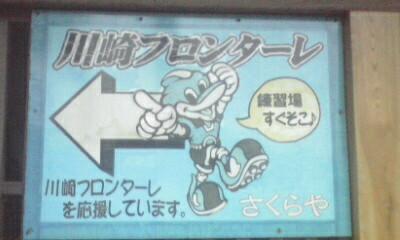 川崎フロンターレ
練習場
すぐそこ♪
川崎フロンターレ
を応援しています。
さくらや